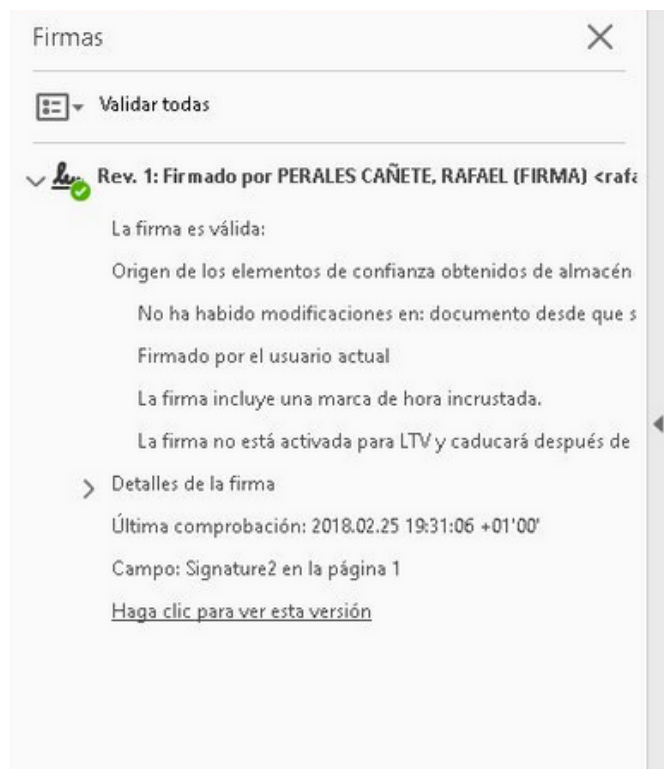 Firmas
Validar todas
Rev. 1: Firmado por PERALES CAÑETE, RAFAEL (FIRMA) <rafa
La firma es válida:
Origen de los elementos de confianza obtenidos de almacén
No ha habido modificaciones en: documento desde que s
Firmado por el usuario actual
La firma incluye una marca de hora incrustada.
La firma no está activada para LTV y caducará después de
Detalles de la firma
Última comprobación: 2018.02.25 19:31:06 +01'00'
Campo: Signature2 en la página 1
Haga clic para ver esta versión